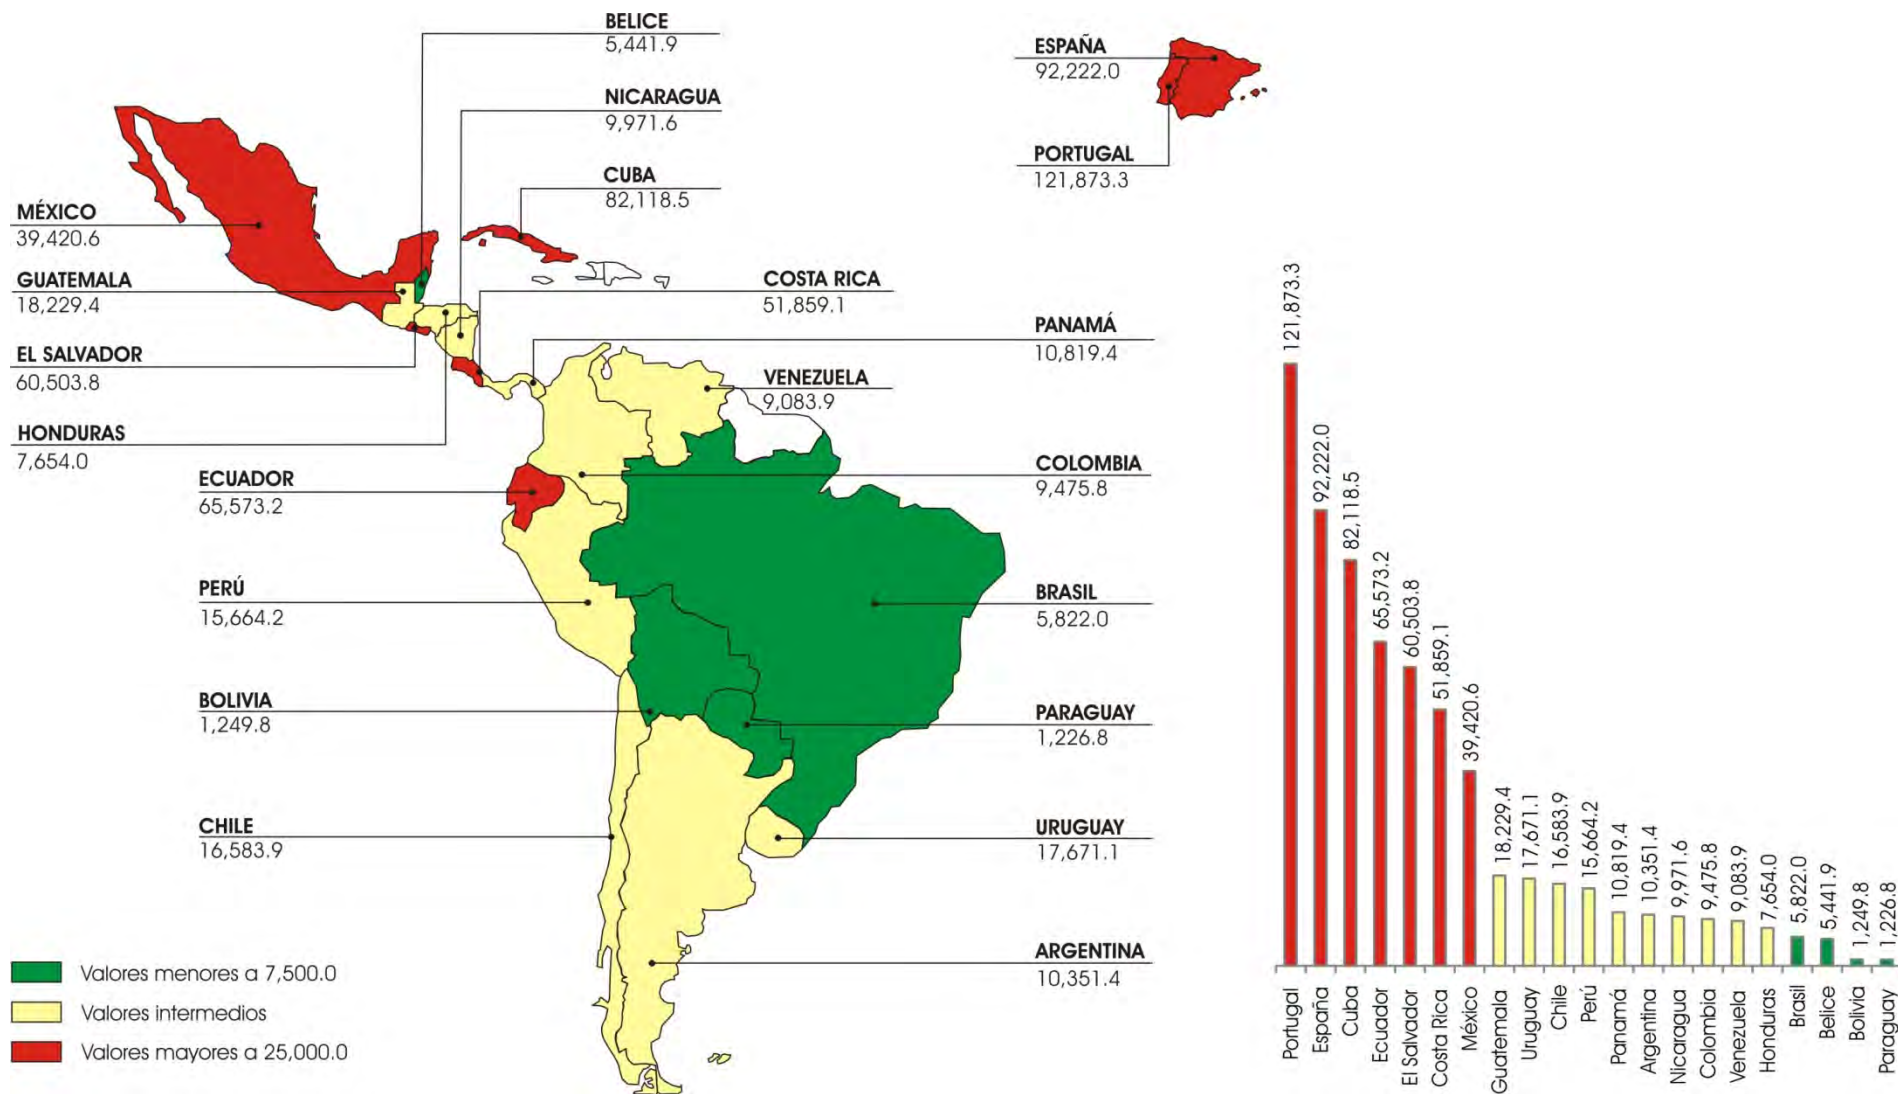 BELICE
5,441.9
NICARAGUA
9,971.6
CUBA
82,118.5
ESPAÑA
92,222.0
PORTUGAL
121,873.3
MÉXICO
39,420.6
GUATEMALA
18,229.4
EL SALVADOR
60,503.8
HONDURAS
7,654.0
COSTA RICA
51,859.1
PANAMÁ
10,819.4
VENEZUELA
9,083.9
COLOMBIA
9,475.8
ECUADOR
65,573.2
PERÚ
15,664.2
BRASIL
5,822.0
BOLIVIA
1,249.8
PARAGUAY
1,226.8
CHILE
16,583.9
URUGUAY
17,671.1
ARGENTINA
10,351.4
Valores menores a 7,500.0
Valores intermedios
Valores mayores a 25,000.0
121,873.3
92,222.0
82,118.5
65,573.2
60,503.8
51,859.1
39,420.6
18,229.4
17,671.1
16,583.9
15,664.2
10,819.4
10,351.4
9,971.6
9,475.8
9,083.9
7,654.0
5,822.0
5,441.9
1,249.8
1,226.8
Portugal
España
Cuba
Ecuador
El Salvador
Costa Rica
México
Guatemala
Uruguay
Chile
Perú
Panamá
Argentina
Nicaragua
Colombia
Venezuela
Honduras
Brasil
Belice
Bolivia
Paraguay